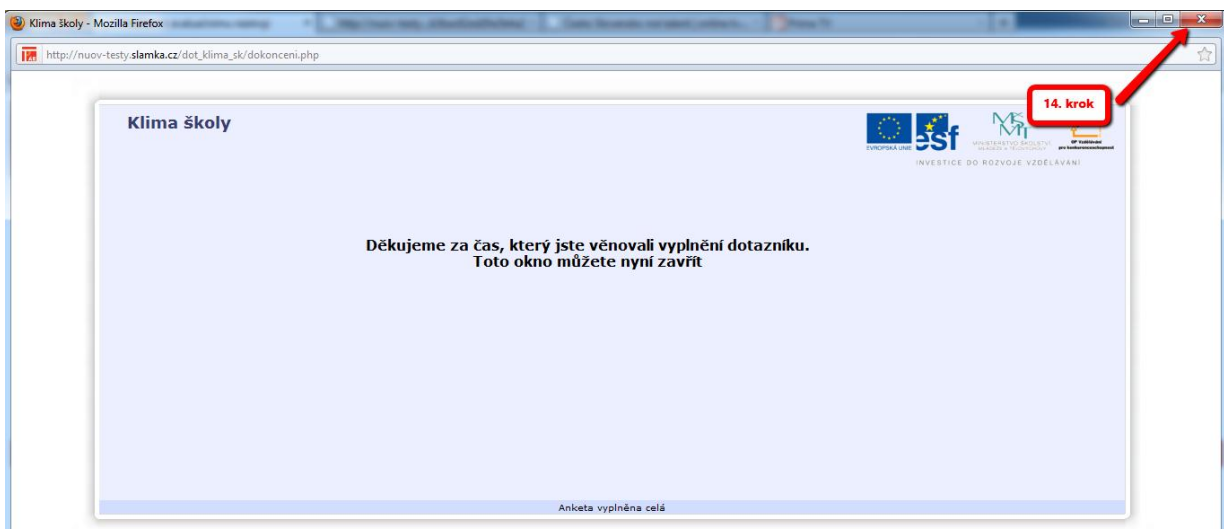 Klima školy - Mozilla Firefox
http://nuov-testy.slamka.cz/dot_klima_sk/dokonceni.php
14. krok
Klima školy
EVROPSKÁ UNIE
esf
MŠMT
MINISTERSTVO ŠKOLSTVÍ
OP Vzdělávání
pro konkurenceschopnost
INVESTICE DO ROZVOJE VZDĚLÁVÁNÍ
Děkujeme za čas, který jste věnovali vyplnění dotazníku.
Toto okno můžete nyní zavřít
Anketa vyplněna celá